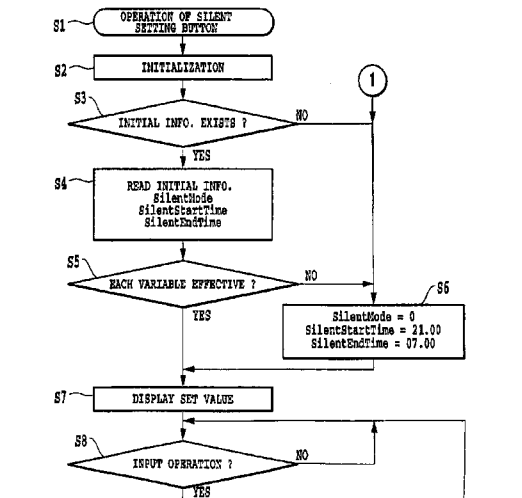 S1
OPERATION OF SILENT
SETTING BUTTON
S2
INITIALIZATION
1
S3
INITIAL INFO. EXISTS ?
NO
YES
S4
READ INITIAL INFO.
SilentMode
SilentStartTime
SilentEndTime
S5
EACH VARIABLE EFFECTIVE ?
NO
YES
S6
SilentMode = 0
SilentStartTime = 21.00
SilentEndTime = 07.00
S7
DISPLAY SET VALUE
S8
INPUT OPERATION ?
NO
YES